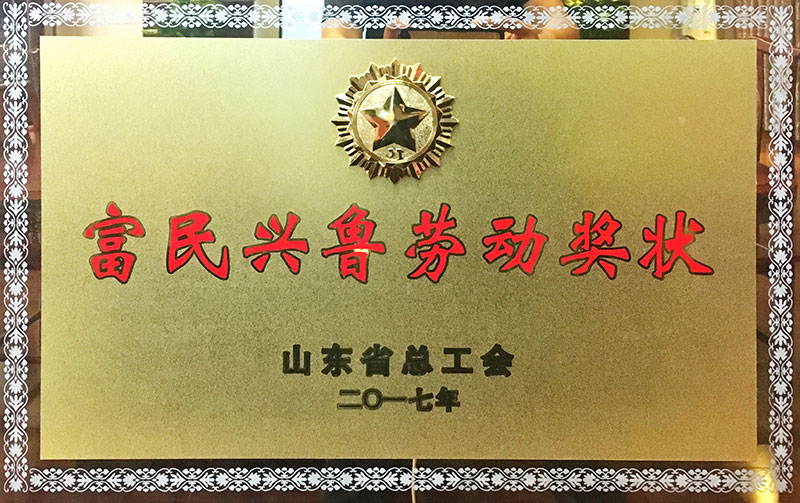 51
富民兴鲁劳动奖状
山东省总工会
二〇一七年